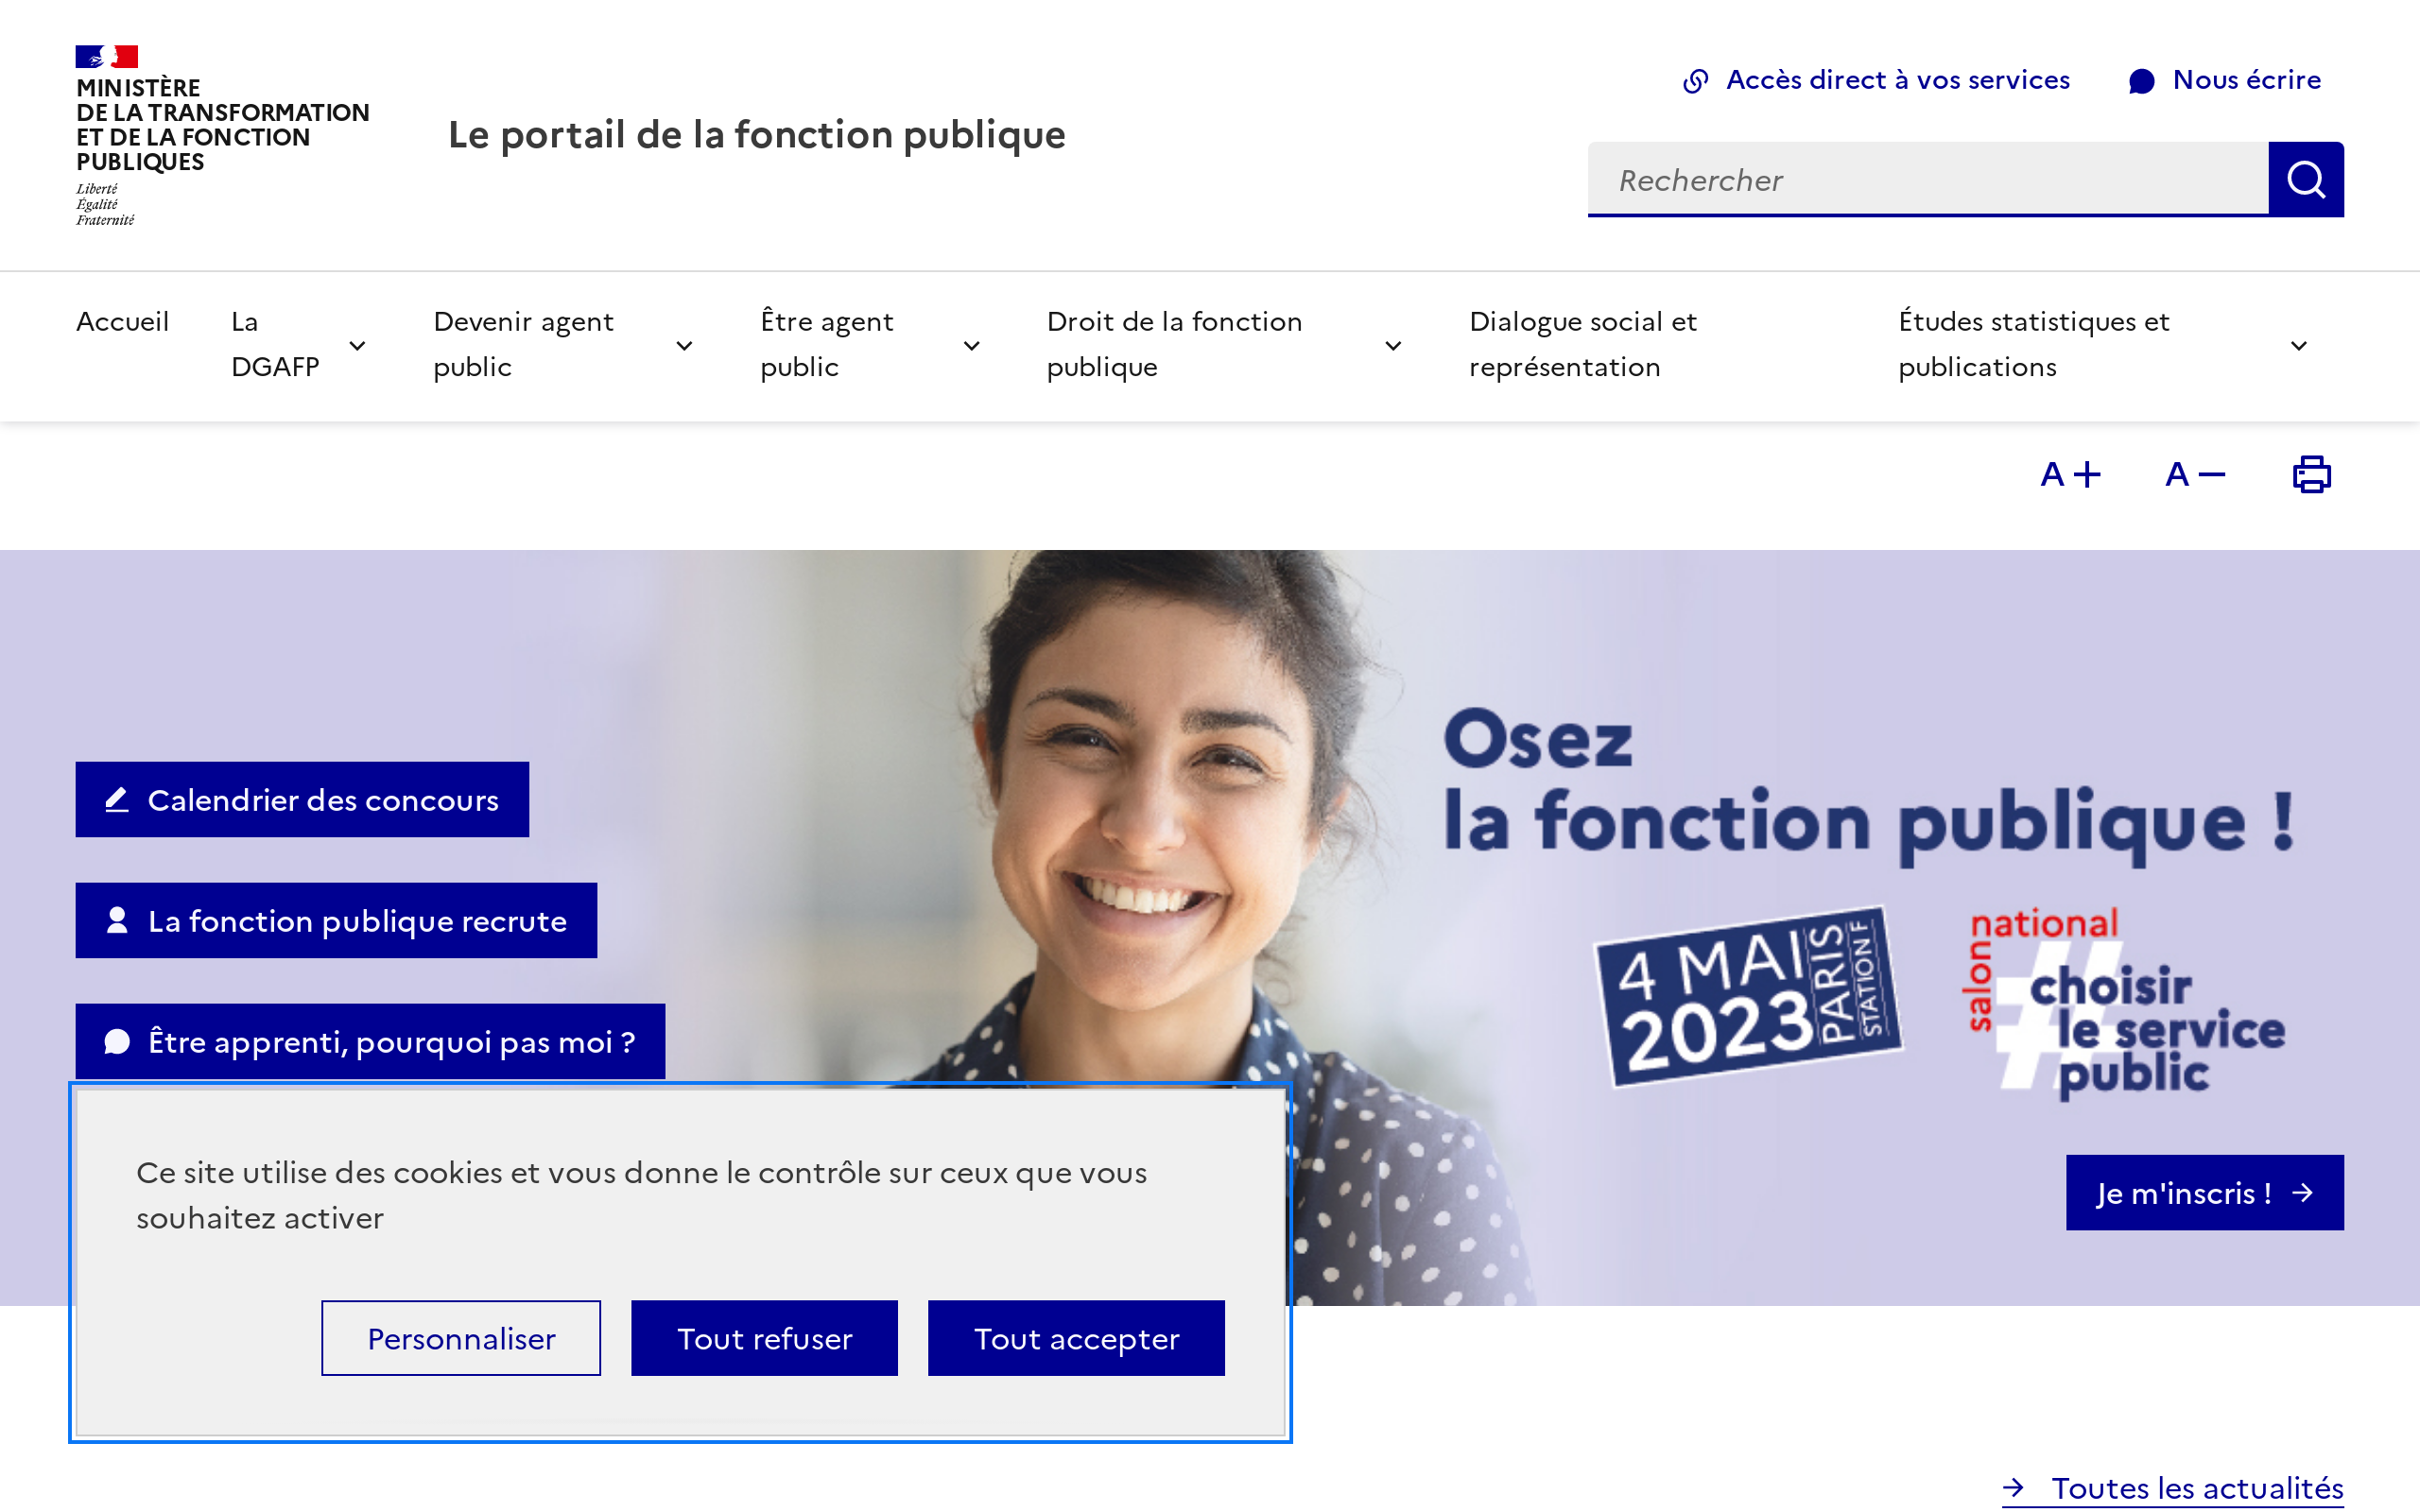 MINISTÈRE
DE LA TRANSFORMATION
ET DE LA FONCTION
PUBLIQUES
Liberté
Égalité
Fraternité
Le portail de la fonction publique
Accès direct à vos services
Nous écrire
Rechercher
Accueil
La
DGAFP
Devenir agent
public
Être agent
public
Droit de la fonction
publique
Dialogue social et
représentation
Études statistiques et
publications
A+
A−
Calendrier des concours
La fonction publique recrute
Être apprenti, pourquoi pas moi ?
Osez
la fonction publique !
4 MAI
2023
PARIS
STATION F
salon
national
#
choisir
le service
public
Je m'inscris !
Ce site utilise des cookies et vous donne le contrôle sur ceux que vous
souhaitez activer
Personnaliser
Tout refuser
Tout accepter
Toutes les actualités